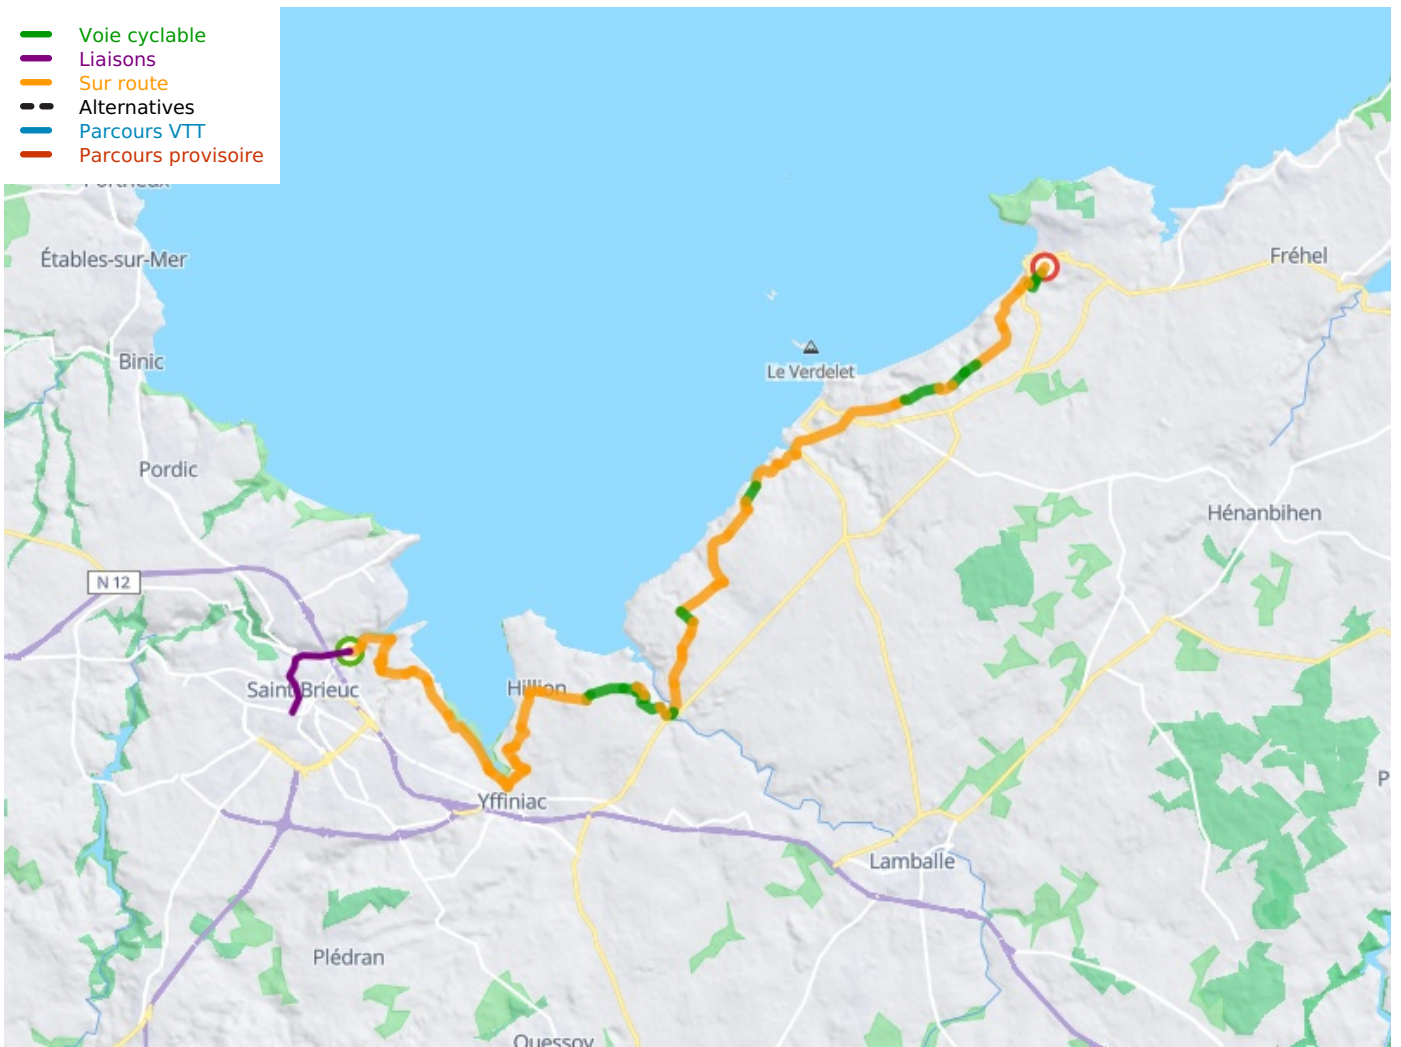 Voie cyclable
Liaisons
Sur route
Alternatives
Parcours VTT
Parcours provisoire
Étables-sur-Mer
Fréhel
Binic
Le Verdelet
Pordic
Hénanbihen
N 12
Saint-Brieuc
Hillion
Yffiniac
Lamballe
Plédran